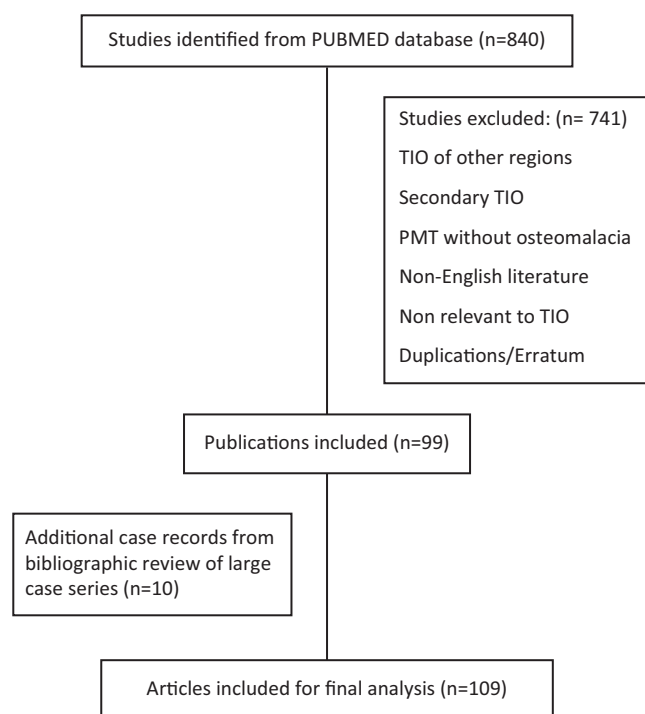 Studies identified from PUBMED database (n=840)
Studies excluded: (n= 741)
TIO of other regions
Secondary TIO
PMT without osteomalacia
Non-English literature
Non relevant to TIO
Duplications/Erratum
Publications included (n=99)
Additional case records from
bibliographic review of large
case series (n=10)
Articles included for final analysis (n=109)